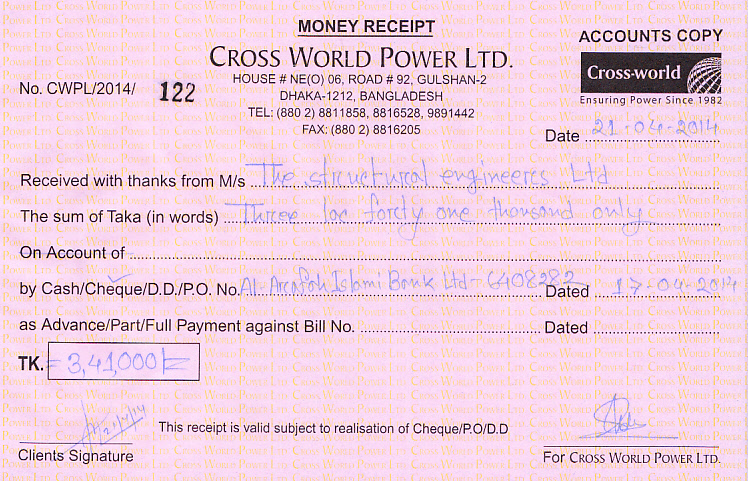 MONEY RECEIPT
ACCOUNTS COPY
CROSS WORLD POWER LTD.
HOUSE # NE(O) 06, ROAD # 92, GULSHAN-2
DHAKA-1212, BANGLADESH
TEL: (880 2) 8811858, 8816528, 9891442
FAX: (880 2) 8816205
Cross-world
Ensuring Power Since 1982
No. CWPL/2014/ 122
Date 21-04-2014
Received with thanks from M/s The structural engineers Ltd
The sum of Taka (in words) Three lac forty one thousand only
On Account of
by Cash/Cheque/D.D./P.O. No. Al-Arafah Islami Bank Ltd- 6408282 Dated 17-04-2014
as Advance/Part/Full Payment against Bill No. Dated
TK. = 3,41,000/=
21/4/14
This receipt is valid subject to realisation of Cheque/P.O/D.D
Clients Signature
For CROSS WORLD POWER LTD.